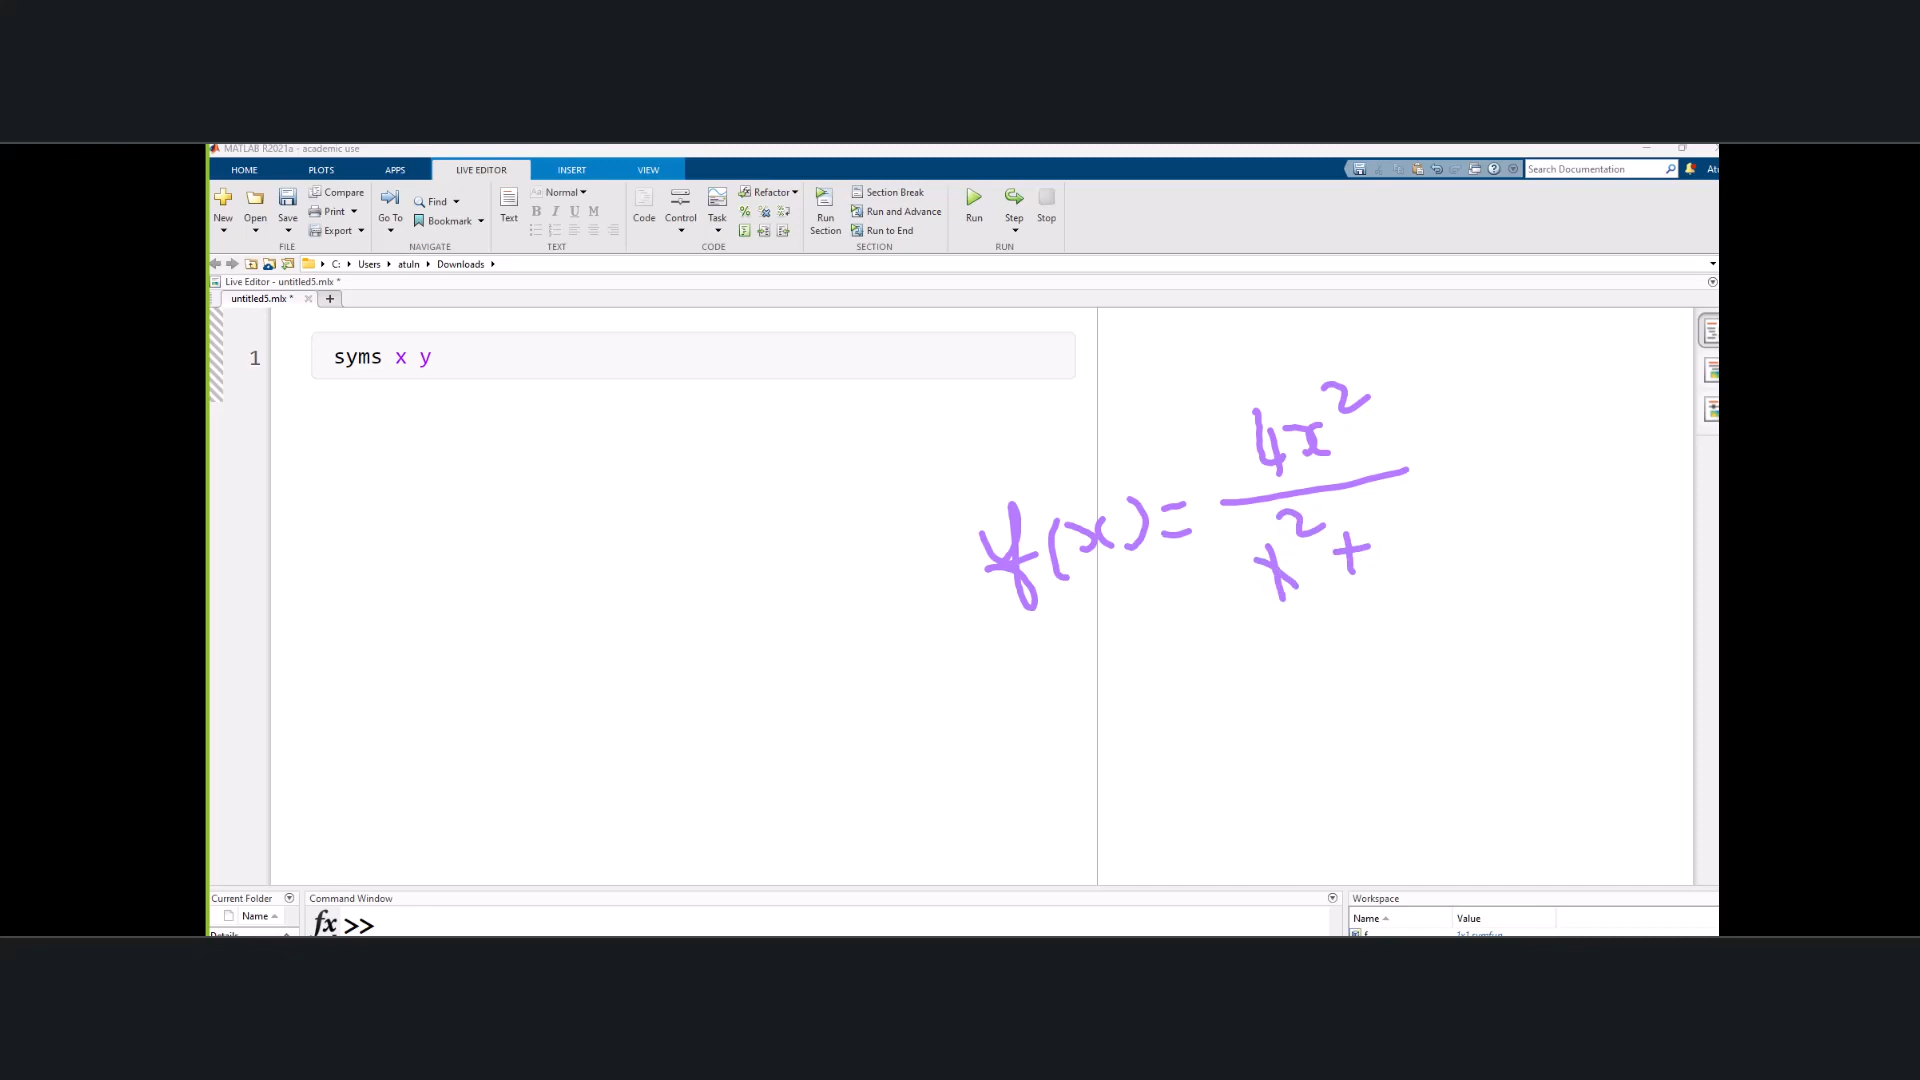 MATLAB R2021a - academic use
HOME PLOTS APPS LIVE EDITOR INSERT VIEW Search Documentation
Compare Normal Refactor Section Break
Find
Print Run and Advance
New Open Save Go To Bookmark Text B I U M Code Control Task Run Run Step Stop
Export Section Run to End
FILE NAVIGATE TEXT CODE SECTION RUN
C: Users atuln Downloads
Live Editor - untitled5.mlx *
untitled5.mlx * +
1 syms x y
f(x) = 4x² / x² +
Current Folder Command Window Workspace
Name fx >> Name Value
Details f 1x1 symfun